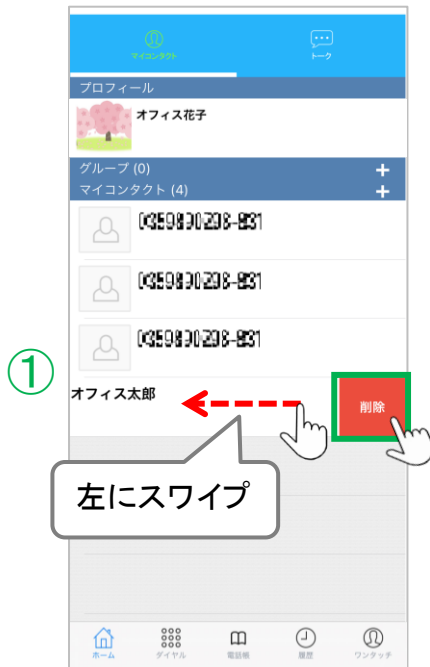 マイコンタクト
トーク
プロフィール
オフィス花子
グループ (0)
マイコンタクト (4)
①
オフィス太郎
削除
左にスワイプ
ホーム
ダイヤル
電話帳
履歴
ワンタッチ